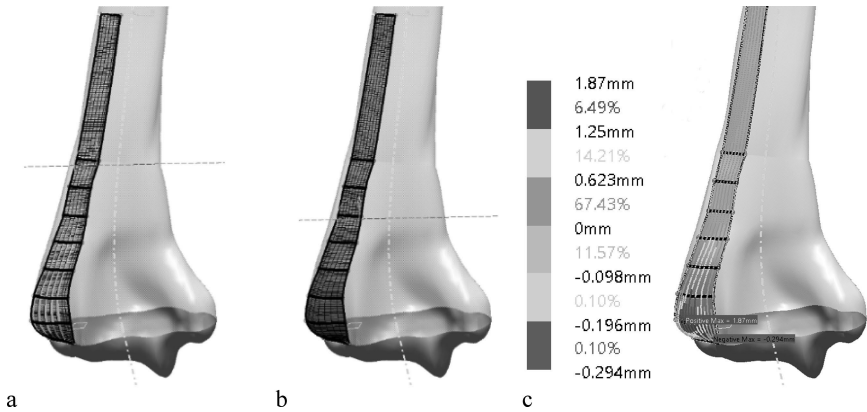 1.87mm
6.49%
1.25mm
14.21%
0.623mm
67.43%
0mm
11.57%
-0.098mm
0.10%
-0.196mm
0.10%
-0.294mm
Positive Max = 1.87mm
Negative Max = -0.294mm
a
b
c